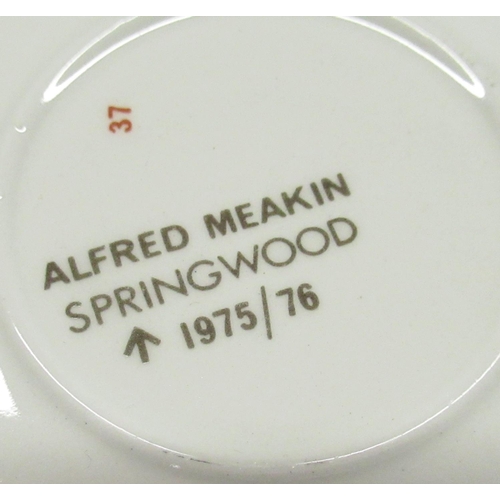 37
ALFRED MEAKIN
SPRINGWOOD
↑ 1975/76